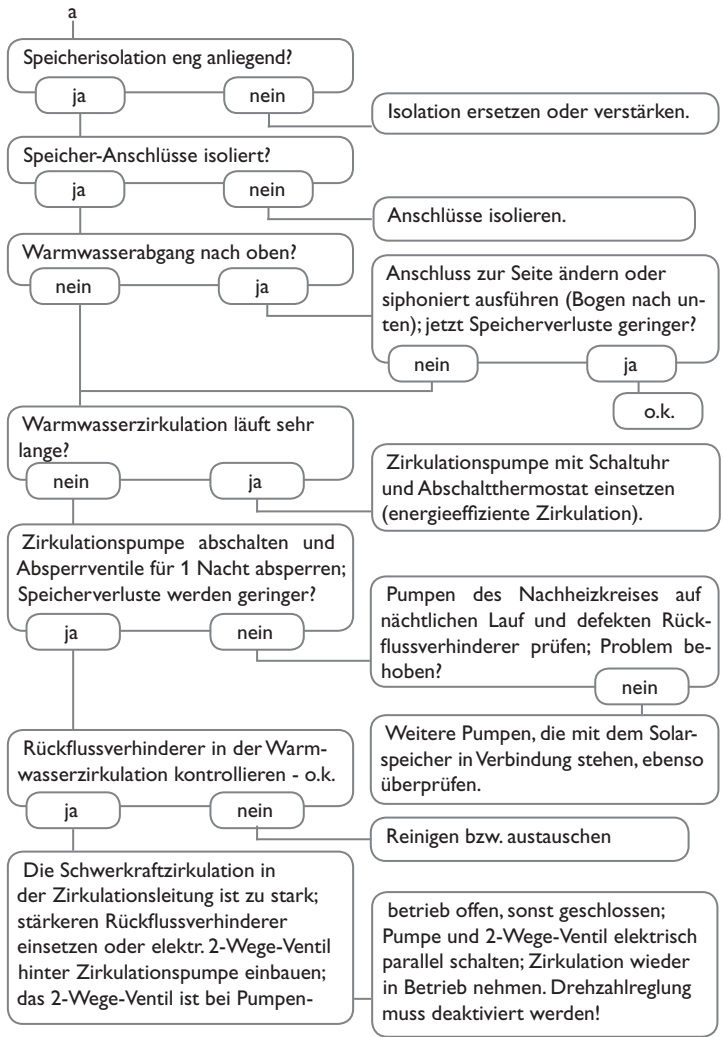 a
Speicherisolation eng anliegend?
ja
nein
Isolation ersetzen oder verstärken.
Speicher-Anschlüsse isoliert?
ja
nein
Anschlüsse isolieren.
Warmwasserabgang nach oben?
nein
ja
Anschluss zur Seite ändern oder
siphoniert ausführen (Bogen nach un-
ten); jetzt Speicherverluste geringer?
nein
ja
o.k.
Warmwasserzirkulation läuft sehr
lange?
nein
ja
Zirkulationspumpe mit Schaltuhr
und Abschaltthermostat einsetzen
(energieeffiziente Zirkulation).
Zirkulationspumpe abschalten und
Absperrventile für 1 Nacht absperren;
Speicherverluste werden geringer?
ja
nein
Pumpen des Nachheizkreises auf
nächtlichen Lauf und defekten Rück-
flussverhinderer prüfen; Problem be-
hoben?
nein
Weitere Pumpen, die mit dem Solar-
speicher in Verbindung stehen, ebenso
überprüfen.
Rückflussverhinderer in der Warm-
wasserzirkulation kontrollieren - o.k.
ja
nein
Reinigen bzw. austauschen
Die Schwerkraftzirkulation in
der Zirkulationsleitung ist zu stark;
stärkeren Rückflussverhinderer
einsetzen oder elektr. 2-Wege-Ventil
hinter Zirkulationspumpe einbauen;
das 2-Wege-Ventil ist bei Pumpen-
betrieb offen, sonst geschlossen;
Pumpe und 2-Wege-Ventil elektrisch
parallel schalten; Zirkulation wieder
in Betrieb nehmen. Drehzahlreglung
muss deaktiviert werden!